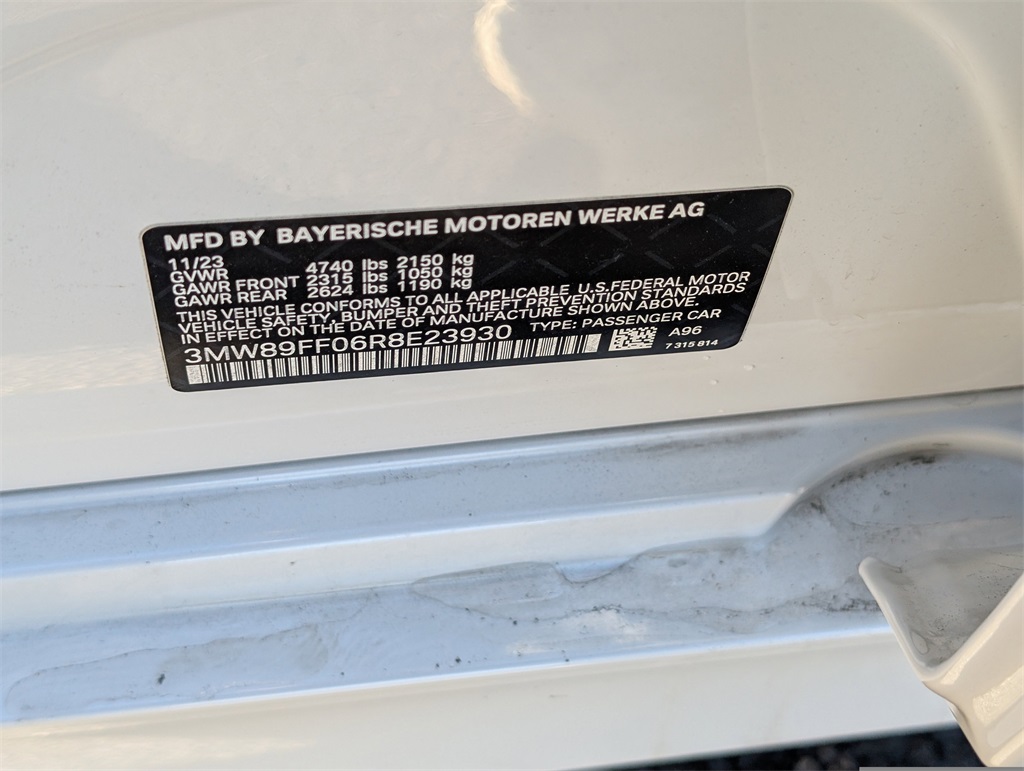 MFD BY BAYERISCHE MOTOREN WERKE AG
11/23
GVWR 4740 lbs 2150 kg
GAWR FRONT 2315 lbs 1050 kg
GAWR REAR 2624 lbs 1190 kg
THIS VEHICLE CONFORMS TO ALL APPLICABLE U.S.FEDERAL MOTOR
VEHICLE SAFETY, BUMPER AND THEFT PREVENTION STANDARDS
IN EFFECT ON THE DATE OF MANUFACTURE SHOWN ABOVE.
3MW89FF06R8E23930 TYPE: PASSENGER CAR
A96
7 315 814